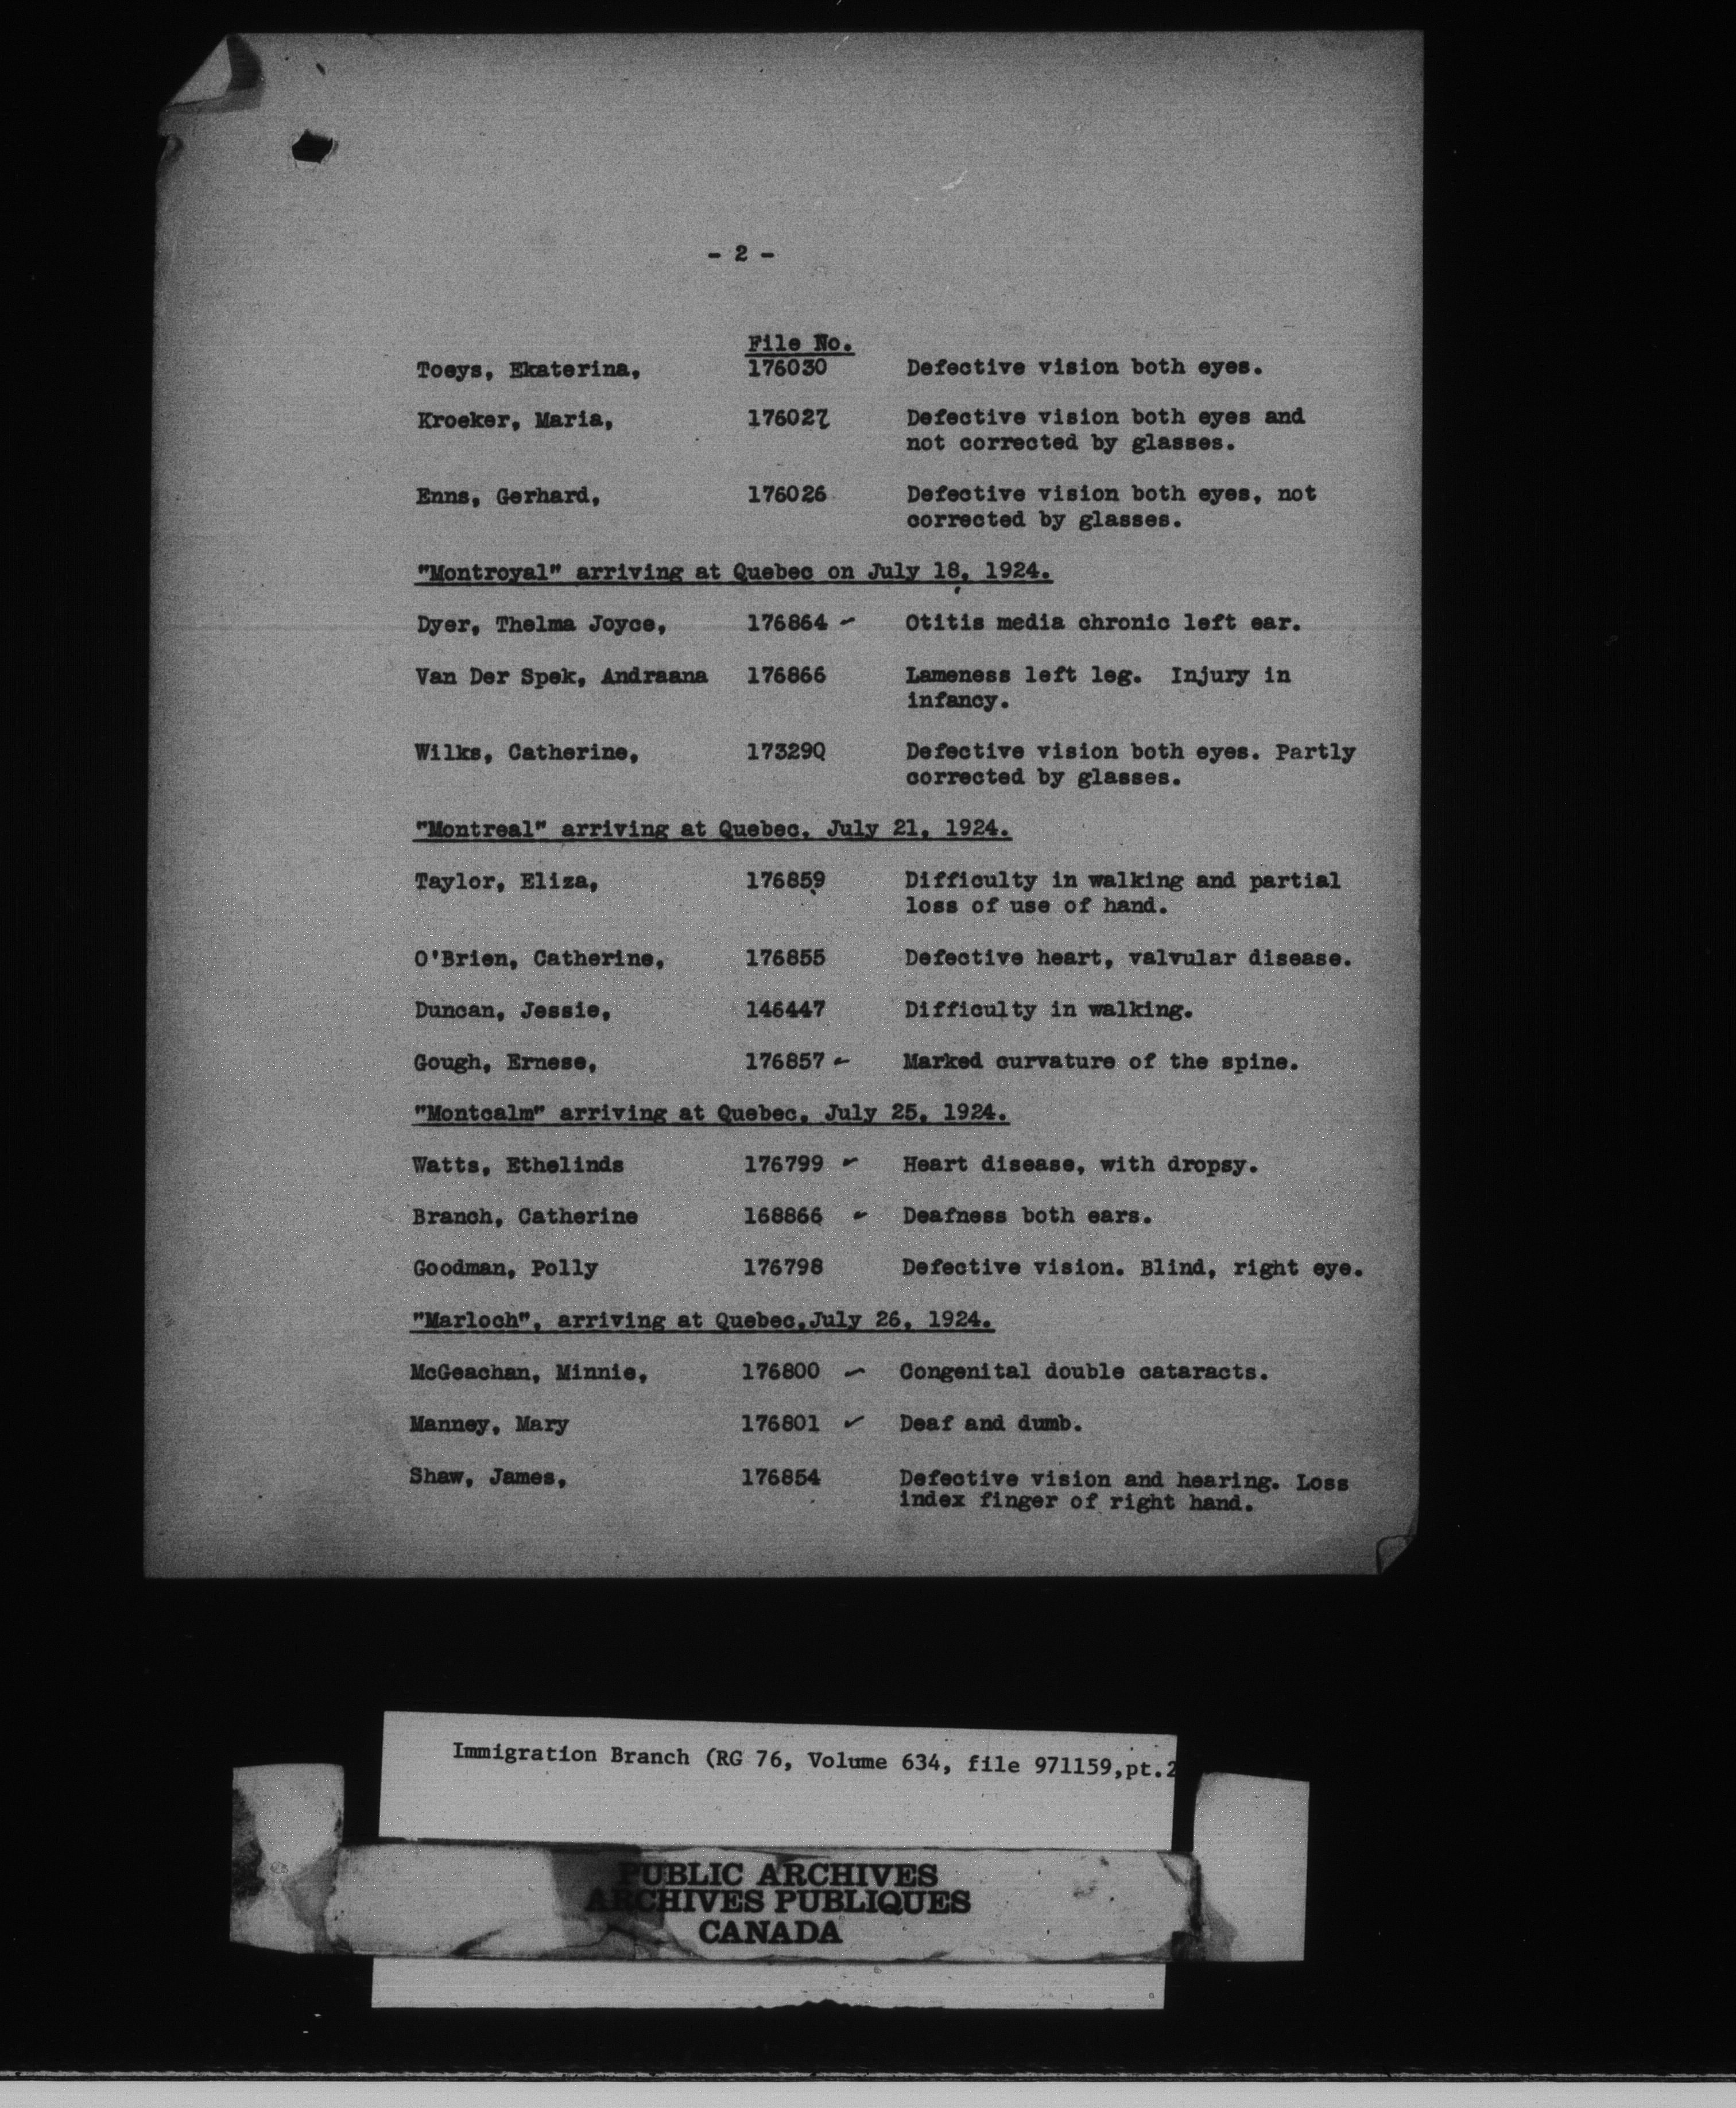 - 2 -
File No.
Toeys, Ekaterina, 176030 Defective vision both eyes.
Kroeker, Maria, 176027 Defective vision both eyes and
not corrected by glasses.
Enns, Gerhard, 176026 Defective vision both eyes, not
corrected by glasses.
"Montroyal" arriving at Quebec on July 18, 1924.
Dyer, Thelma Joyce, 176864 Otitis media chronic left ear.
Van Der Spek, Andraana 176866 Lameness left leg. Injury in
infancy.
Wilks, Catherine, 173290 Defective vision both eyes. Partly
corrected by glasses.
"Montreal" arriving at Quebec, July 21, 1924.
Taylor, Eliza, 176859 Difficulty in walking and partial
loss of use of hand.
O'Brien, Catherine, 176855 Defective heart, valvular disease.
Duncan, Jessie, 146447 Difficulty in walking.
Gough, Ernese, 176857 Marked curvature of the spine.
"Montcalm" arriving at Quebec, July 25, 1924.
Watts, Ethelinds 176799 Heart disease, with dropsy.
Branch, Catherine 168866 Deafness both ears.
Goodman, Polly 176798 Defective vision. Blind, right eye.
"Marloch", arriving at Quebec,July 26, 1924.
McGeachan, Minnie, 176800 Congenital double cataracts.
Manney, Mary 176801 Deaf and dumb.
Shaw, James, 176854 Defective vision and hearing. Loss
index finger of right hand.
Immigration Branch (RG 76, Volume 634, file 971159,pt.2
PUBLIC ARCHIVES
ARCHIVES PUBLIQUES
CANADA